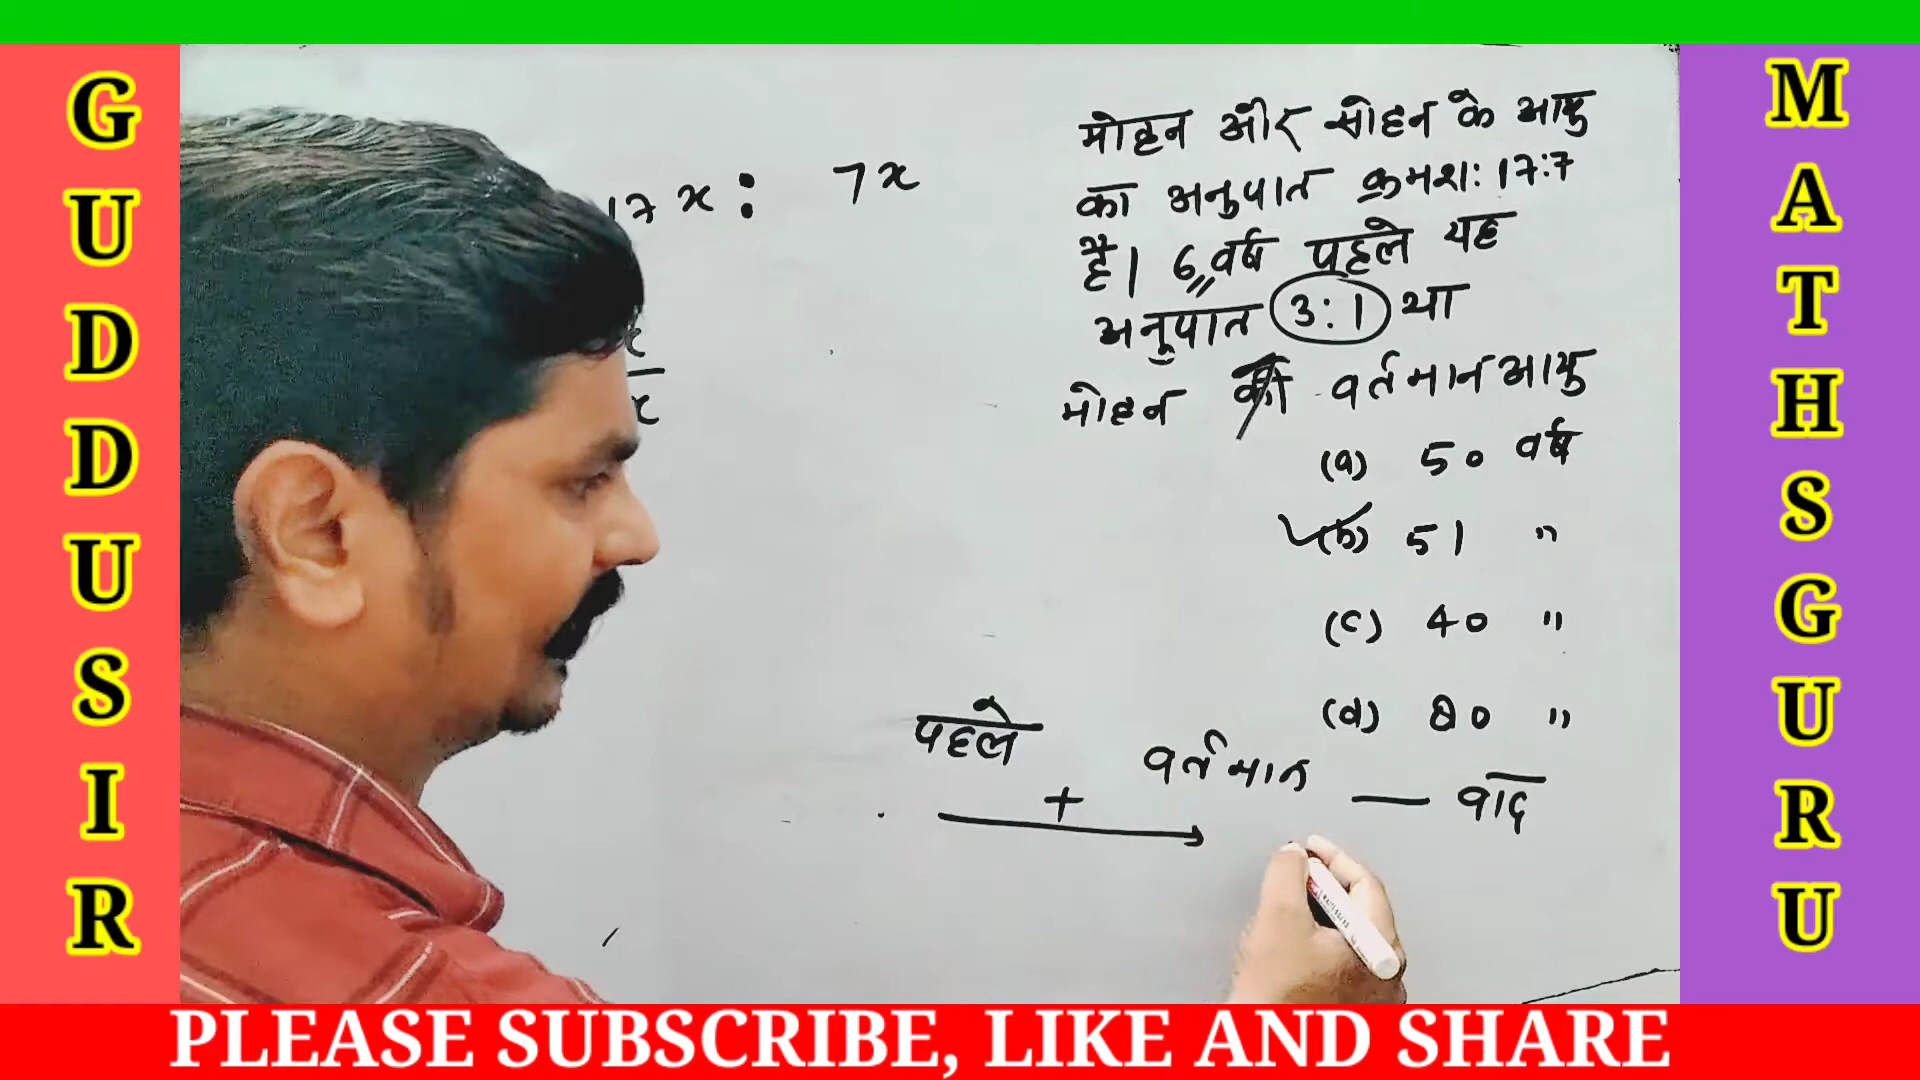 GUDDU SIR
17x : 7x
x
x
मोहन और सोहन के आयु
का अनुपात क्रमश: 17:7
है। 6 वर्ष पहले यह
अनुपात 3:1 था
मोहन की वर्तमान आयु
(a) 50 वर्ष
(b) 51 "
(c) 40 "
(d) 80 "
पहले + वर्तमान — बाद
MATHS GURU
PLEASE SUBSCRIBE, LIKE AND SHARE